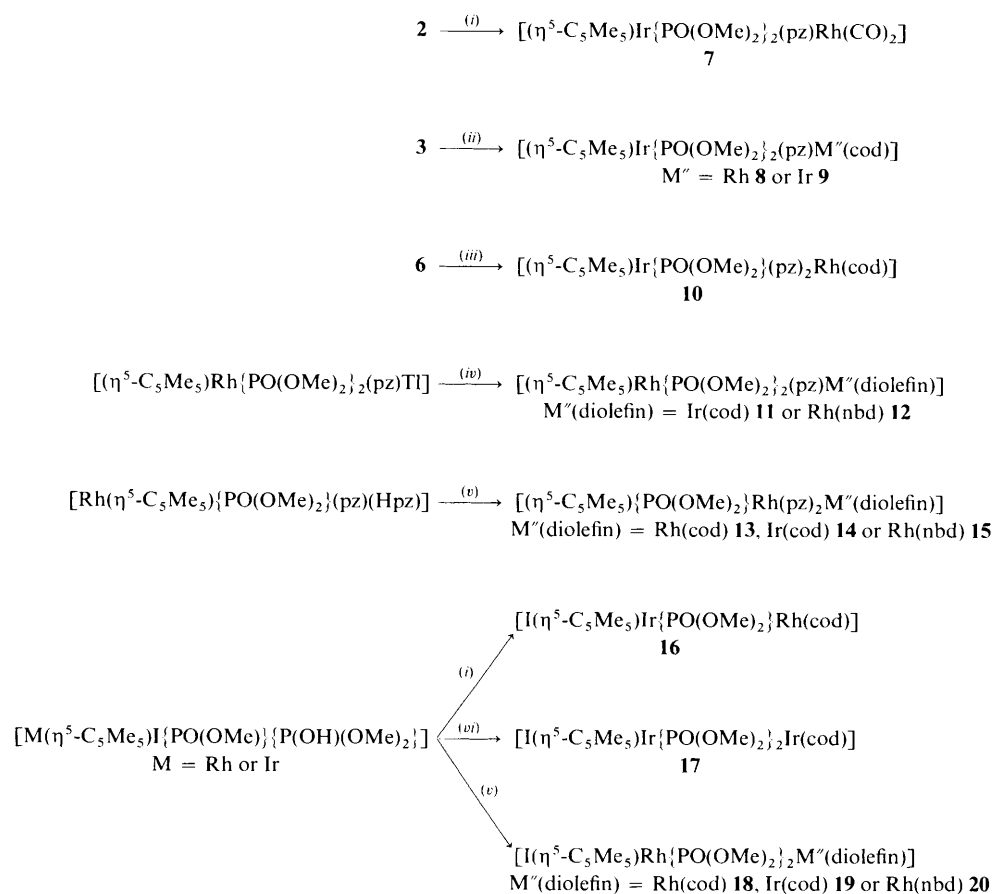 2 (i) → [(η⁵-C₅Me₅)Ir{PO(OMe)₂}₂(pz)Rh(CO)₂]
7
3 (ii) → [(η⁵-C₅Me₅)Ir{PO(OMe)₂}₂(pz)M″(cod)]
M″ = Rh 8 or Ir 9
6 (iii) → [(η⁵-C₅Me₅)Ir{PO(OMe)₂}(pz)₂Rh(cod)]
10
[(η⁵-C₅Me₅)Rh{PO(OMe)₂}₂(pz)Tl] (iv) → [(η⁵-C₅Me₅)Rh{PO(OMe)₂}₂(pz)M″(diolefin)]
M″(diolefin) = Ir(cod) 11 or Rh(nbd) 12
[Rh(η⁵-C₅Me₅){PO(OMe)₂}(pz)(Hpz)] (v) → [(η⁵-C₅Me₅){PO(OMe)₂}Rh(pz)₂M″(diolefin)]
M″(diolefin) = Rh(cod) 13, Ir(cod) 14 or Rh(nbd) 15
[I(η⁵-C₅Me₅)Ir{PO(OMe)₂}Rh(cod)]
16
(i)
[M(η⁵-C₅Me₅)I{PO(OMe)}{P(OH)(OMe)₂}] (vi) → [I(η⁵-C₅Me₅)Ir{PO(OMe)₂}₂Ir(cod)]
M = Rh or Ir
17
(v)
[I(η⁵-C₅Me₅)Rh{PO(OMe)₂}₂M″(diolefin)]
M″(diolefin) = Rh(cod) 18, Ir(cod) 19 or Rh(nbd) 20